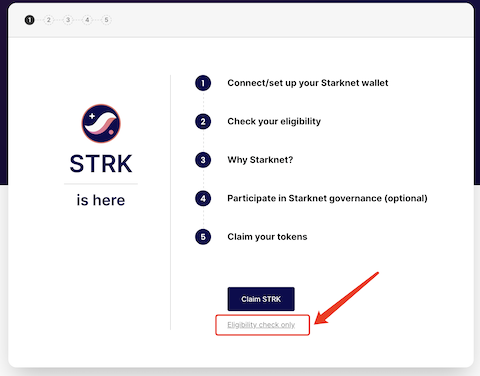 1 2 3 4 5
STRK
is here
1 Connect/set up your Starknet wallet
2 Check your eligibility
3 Why Starknet?
4 Participate in Starknet governance (optional)
5 Claim your tokens
Claim STRK
Eligibility check only